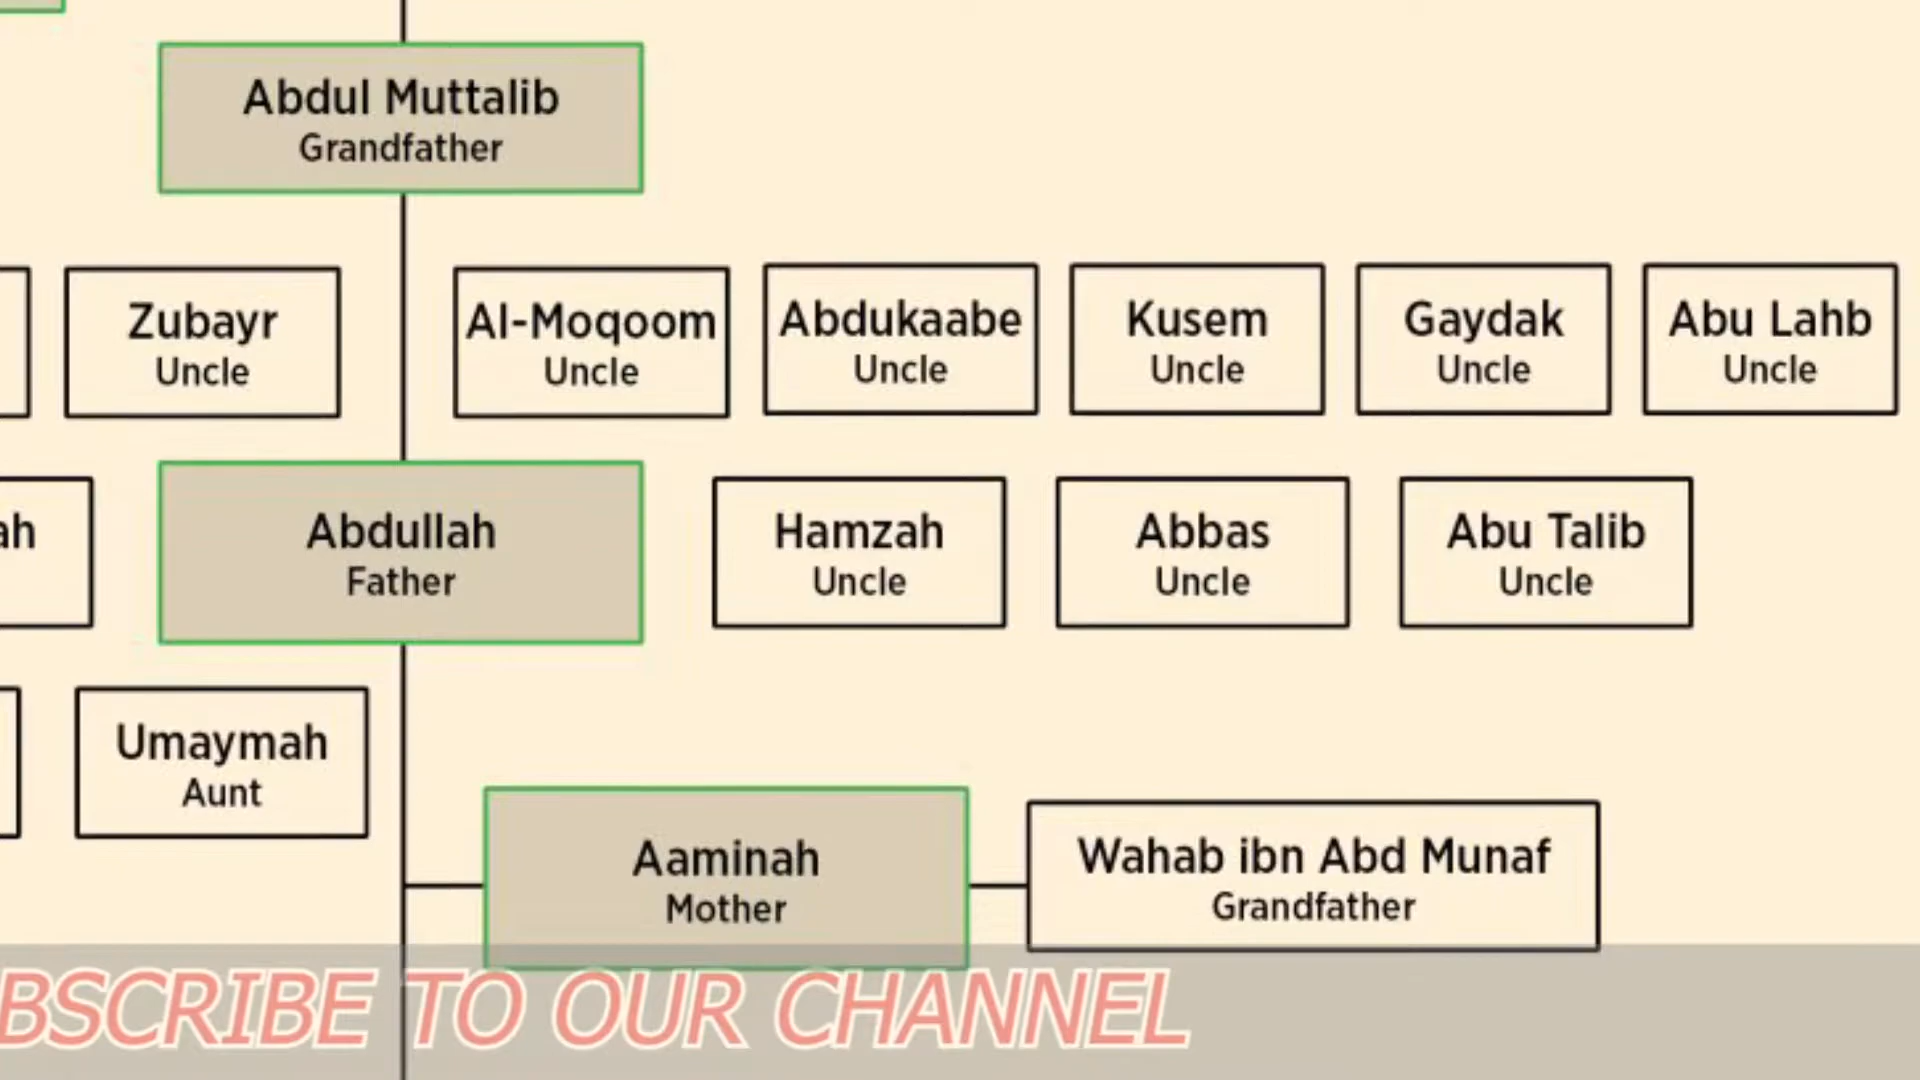 Abdul Muttalib
Grandfather
Zubayr
Uncle
Al-Moqoom
Uncle
Abdukaabe
Uncle
Kusem
Uncle
Gaydak
Uncle
Abu Lahb
Uncle
ah
Abdullah
Father
Hamzah
Uncle
Abbas
Uncle
Abu Talib
Uncle
Umaymah
Aunt
Aaminah
Mother
Wahab ibn Abd Munaf
Grandfather
BSCRIBE TO OUR CHANNEL